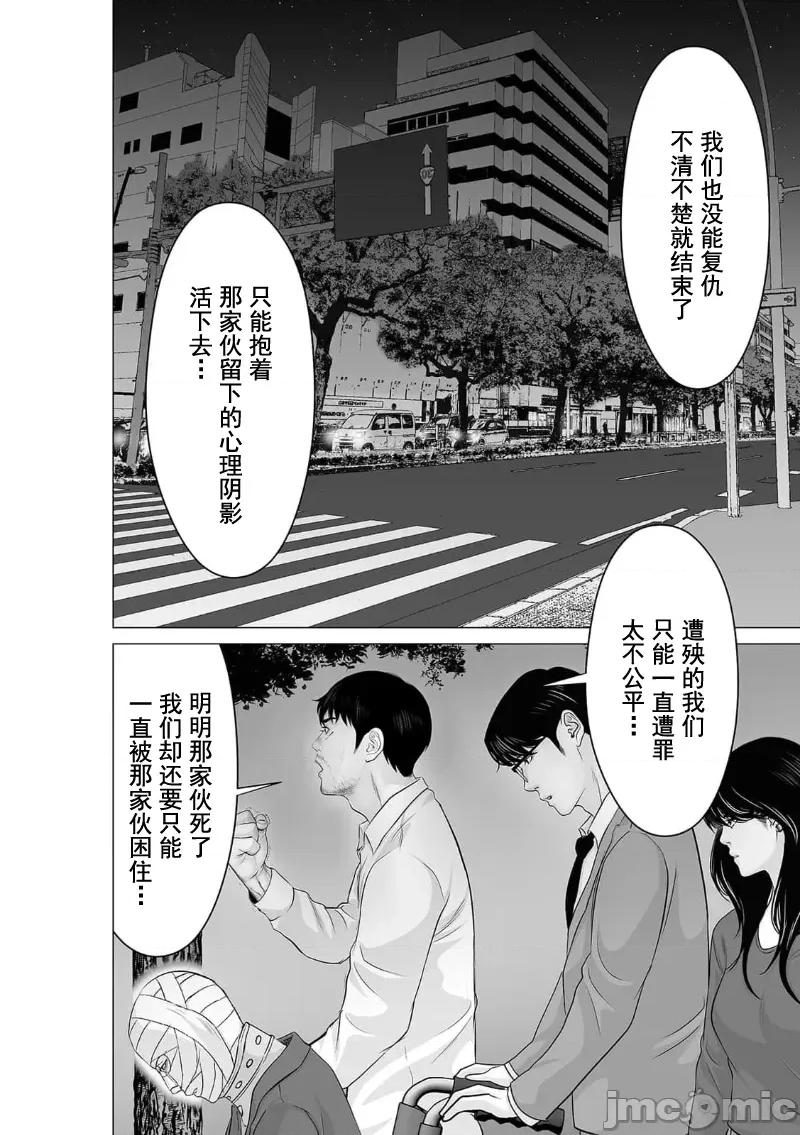 我们也没能复仇
不清不楚就结束了
只能抱着
那家伙留下的心理阴影
活下去…
遭殃的我们
只能一直遭罪
太不公平…
明明那家伙死了
我们却还要只能
一直被那家伙困住…
jmcomic